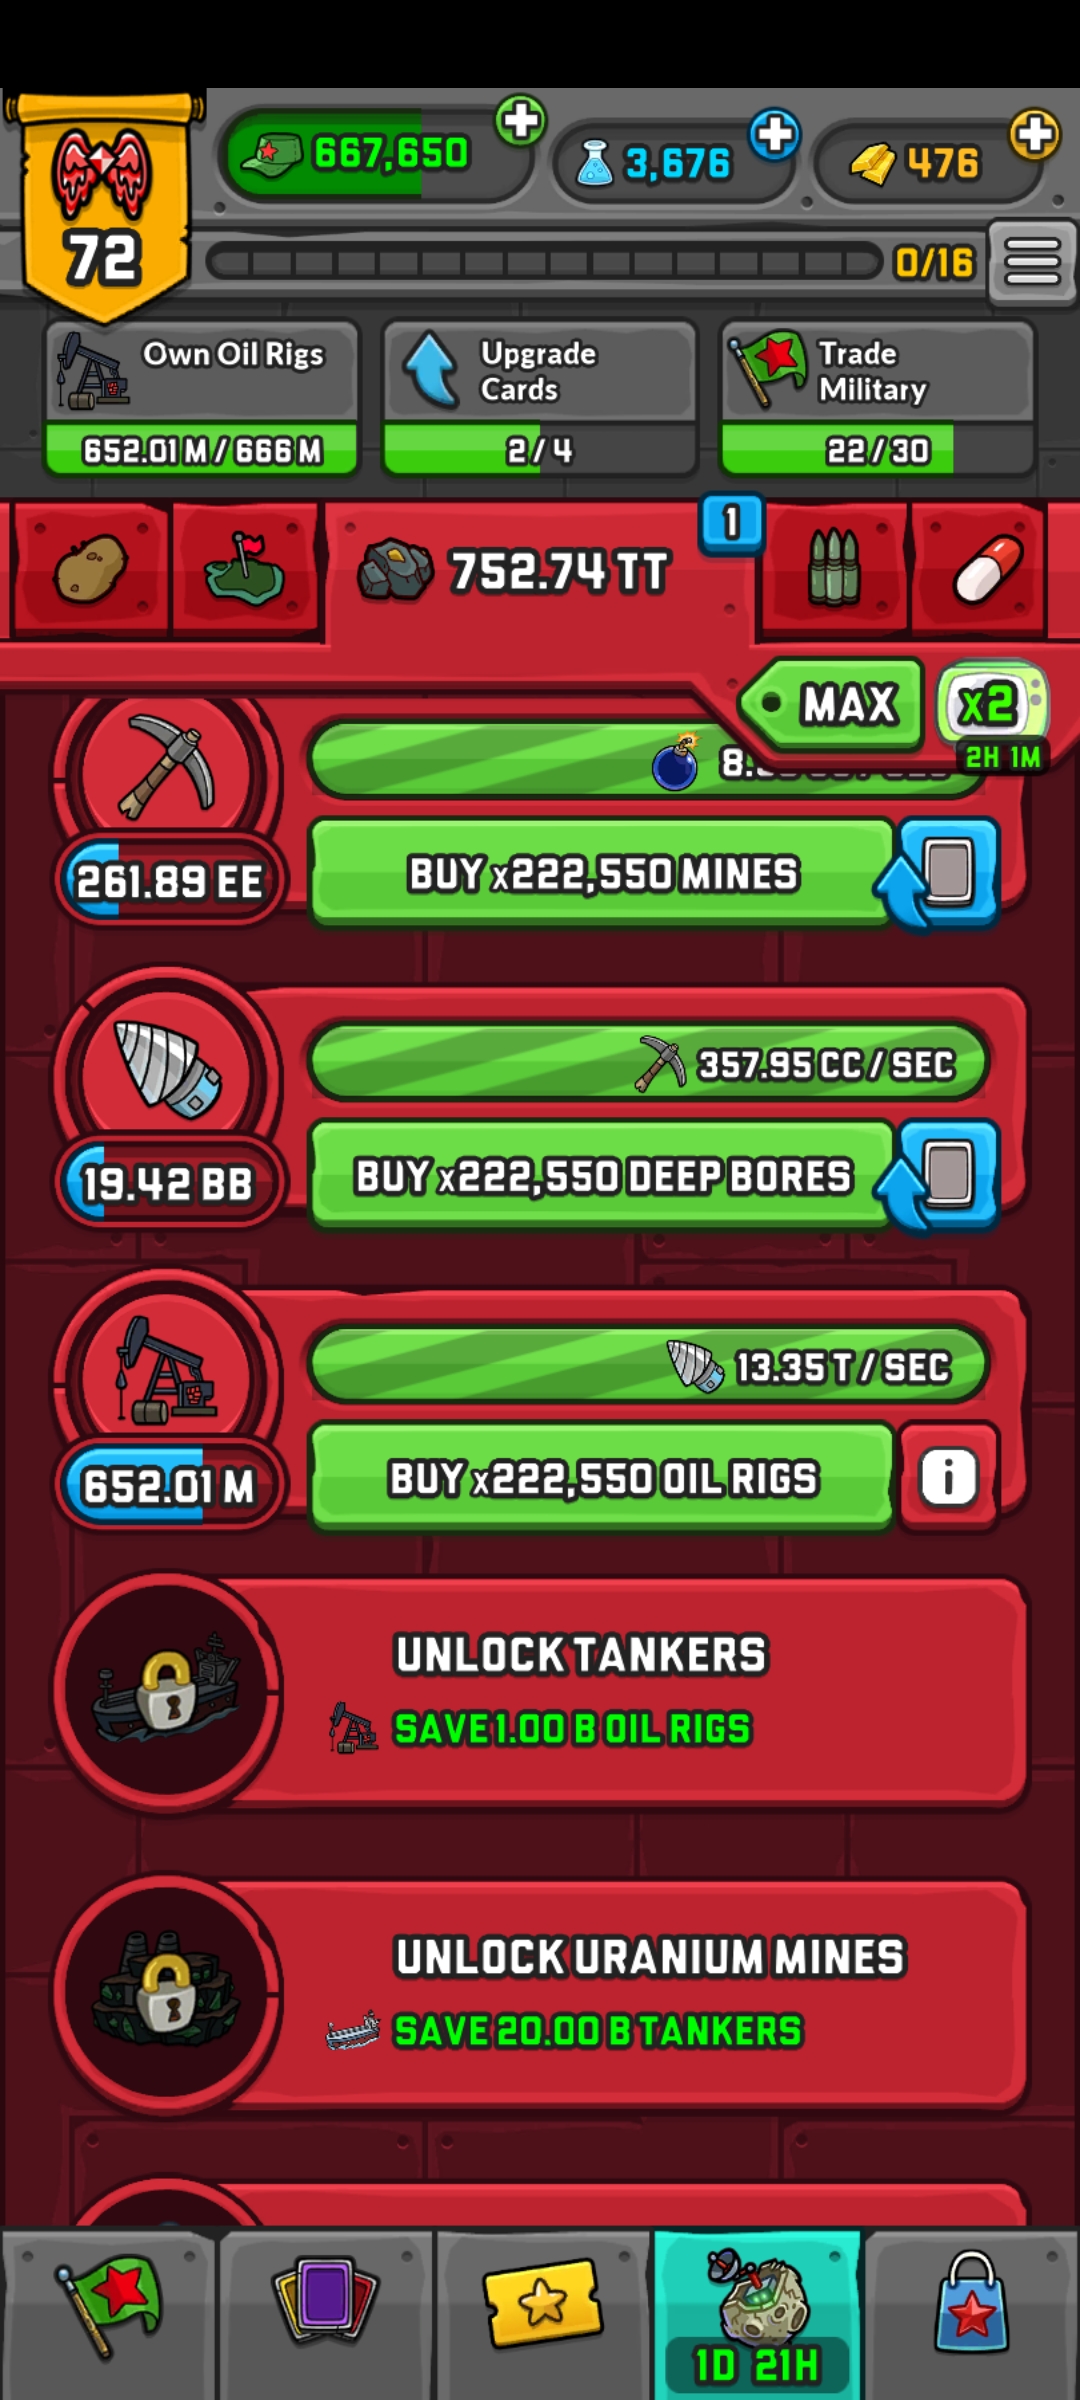 667,650
3,676
476
72
0/16
Own Oil Rigs
652.01 M / 666 M
Upgrade
Cards
2 / 4
Trade
Military
22 / 30
752.74 TT
1
MAX
x2
2H 1M
261.89 EE
BUY x222,550 MINES
357.95 CC / SEC
19.42 BB
BUY x222,550 DEEP BORES
13.35 T / SEC
652.01 M
BUY x222,550 OIL RIGS
i
UNLOCK TANKERS
SAVE 1.00 B OIL RIGS
UNLOCK URANIUM MINES
SAVE 20.00 B TANKERS
1D 21H